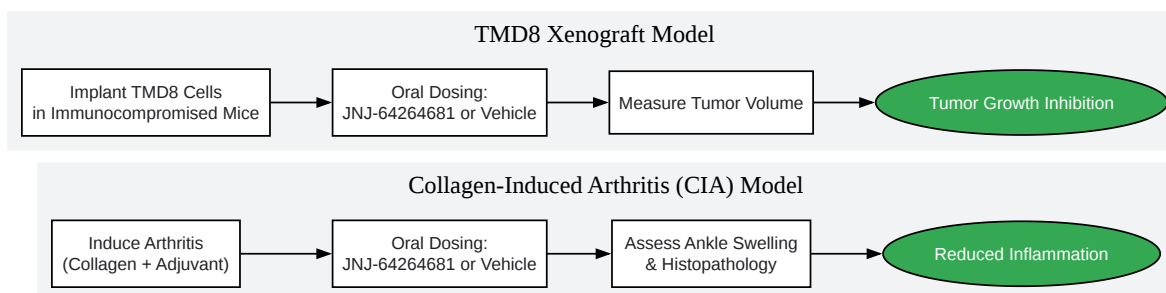 TMD8 Xenograft Model
Implant TMD8 Cells
in Immunocompromised Mice
Oral Dosing:
JNJ-64264681 or Vehicle
Measure Tumor Volume
Tumor Growth Inhibition
Collagen-Induced Arthritis (CIA) Model
Induce Arthritis
(Collagen + Adjuvant)
Oral Dosing:
JNJ-64264681 or Vehicle
Assess Ankle Swelling
& Histopathology
Reduced Inflammation